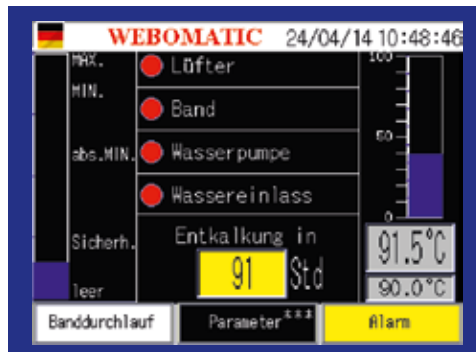 WEBOMATIC 24/04/14 10:48:46
MAX.
MIN.
abs.MIN.
Sicherh.
leer
Lüfter
Band
Wasserpumpe
Wassereinlass
Entkalkung in
91 Std
100
50
0
91.5°C
90.0°C
Banddurchlauf
Parameter***
Alarm